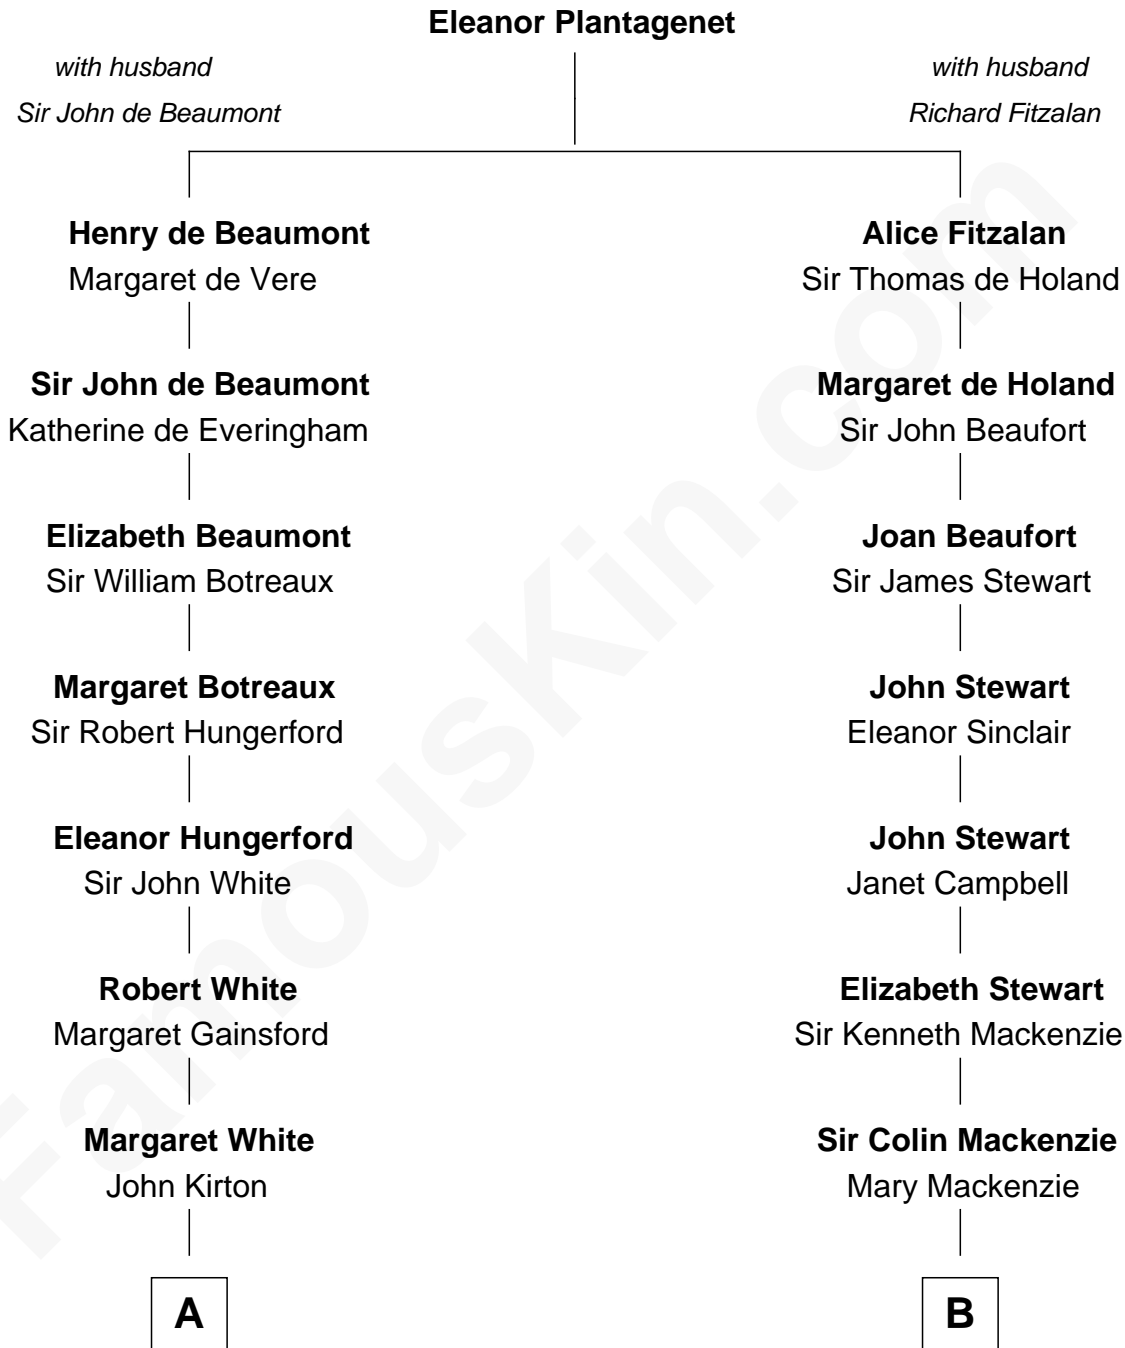 Eleanor Plantagenet
with husband
Sir John de Beaumont
with husband
Richard Fitzalan
Henry de Beaumont
Margaret de Vere
Alice Fitzalan
Sir Thomas de Holand
Sir John de Beaumont
Katherine de Everingham
Margaret de Holand
Sir John Beaufort
Elizabeth Beaumont
Sir William Botreaux
Joan Beaufort
Sir James Stewart
Margaret Botreaux
Sir Robert Hungerford
John Stewart
Eleanor Sinclair
Eleanor Hungerford
Sir John White
John Stewart
Janet Campbell
Robert White
Margaret Gainsford
Elizabeth Stewart
Sir Kenneth Mackenzie
Margaret White
John Kirton
Sir Colin Mackenzie
Mary Mackenzie
A
B
FamousKin.com